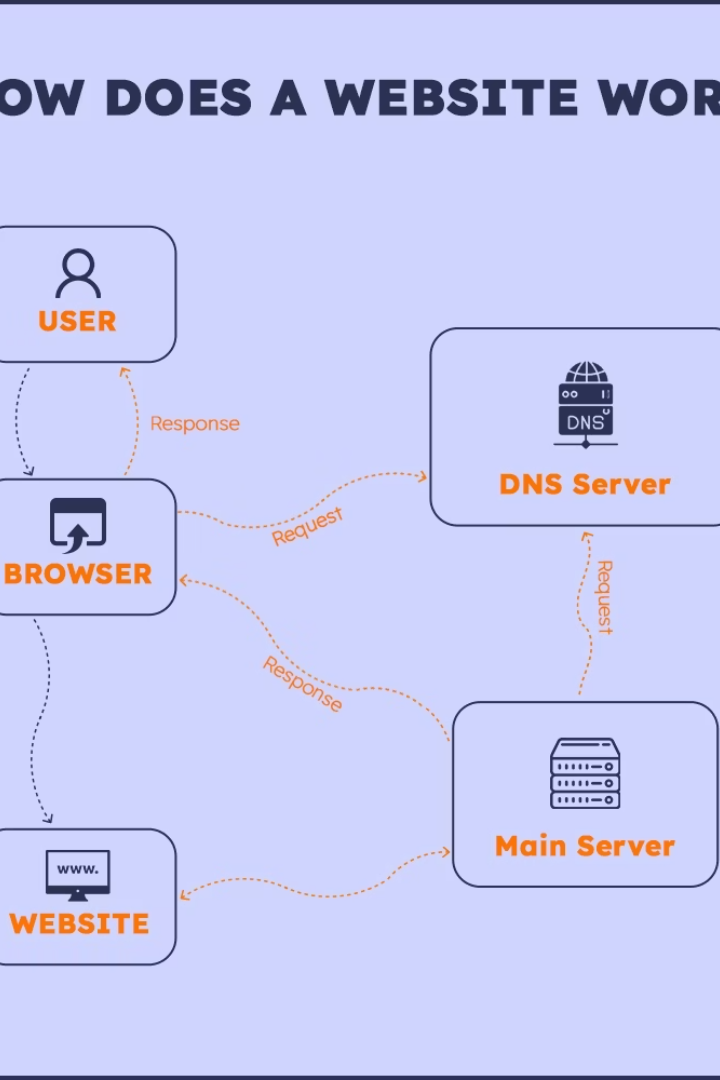 OW DOES A WEBSITE WOR
USER
Response
DNS
DNS Server
Request
BROWSER
Request
Response
Main Server
www.
WEBSITE